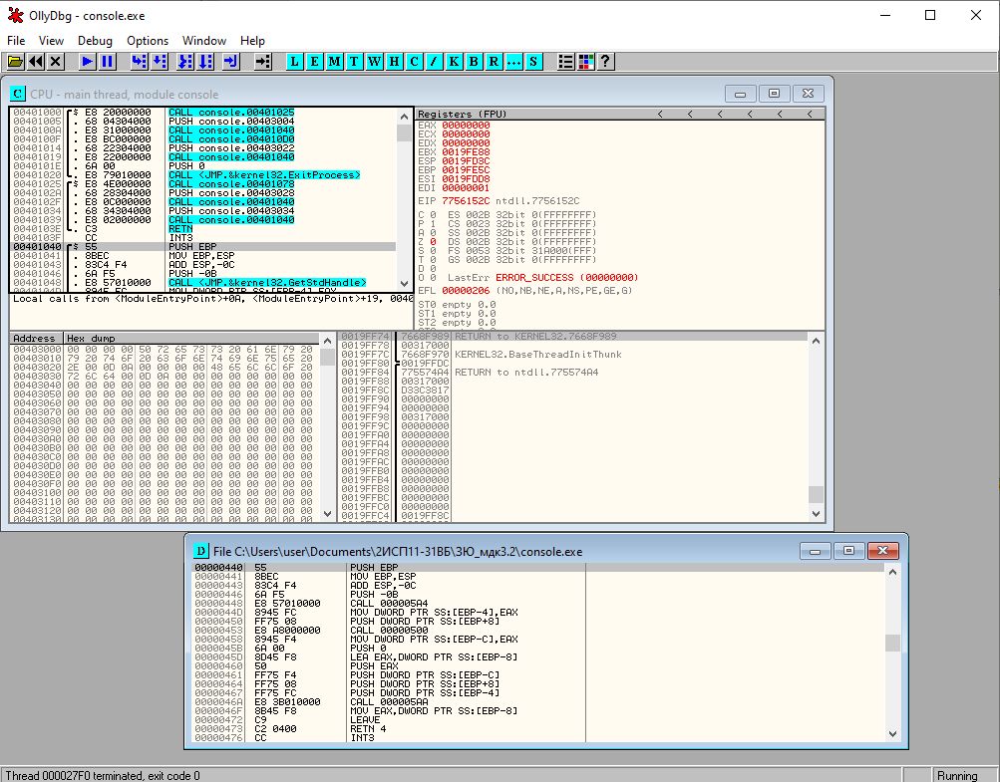 OllyDbg - console.exe
File View Debug Options Window Help
L E M T W H C / K B R ... S
?
C CPU - main thread, module console
00401000 $ E8 20000000 CALL console.00401025
00401005 . 68 04304000 PUSH console.00403004
0040100A . E8 31000000 CALL console.00401040
0040100F . E8 BC000000 CALL console.004010D0
00401014 . 68 22304000 PUSH console.00403022
00401019 . E8 22000000 CALL console.00401040
0040101E . 6A 00 PUSH 0
00401020 . E8 79010000 CALL <JMP.&kernel32.ExitProcess>
00401025 $ E8 4E000000 CALL console.00401078
0040102A . 68 28304000 PUSH console.00403028
0040102F . E8 0C000000 CALL console.00401040
00401034 . 68 34304000 PUSH console.00403034
00401039 . E8 02000000 CALL console.00401040
0040103E . C3 RETN
0040103F CC INT3
00401040 $ 55 PUSH EBP
00401041 . 8BEC MOV EBP,ESP
00401043 . 83C4 F4 ADD ESP,-0C
00401046 . 6A F5 PUSH -0B
00401048 . E8 57010000 CALL <JMP.&kernel32.GetStdHandle>
0040104D . 8945 FC MOV DWORD PTR SS:[EBP-4],EAX
Local calls from <ModuleEntryPoint>+0A, <ModuleEntryPoint>+19, 0040
Registers (FPU) < < < < < <
EAX 00000000
ECX 00000000
EDX 00000000
EBX 0019FE88
ESP 0019FD3C
EBP 0019FE5C
ESI 0019FDD8
EDI 00000001
EIP 7756152C ntdll.7756152C
C 0 ES 002B 32bit 0(FFFFFFFF)
P 1 CS 0023 32bit 0(FFFFFFFF)
A 0 SS 002B 32bit 0(FFFFFFFF)
Z 0 DS 002B 32bit 0(FFFFFFFF)
S 0 FS 0053 32bit 31A000(FFF)
T 0 GS 002B 32bit 0(FFFFFFFF)
D 0
O 0 LastErr ERROR_SUCCESS (00000000)
EFL 00000206 (NO,NB,NE,A,NS,PE,GE,G)
ST0 empty 0.0
ST1 empty 0.0
ST2 empty 0.0
Address Hex dump
00403000 00 00 00 00 50 72 65 73 73 20 61 6E 79 20
00403010 79 20 74 6F 20 63 6F 6E 74 69 6E 75 65 20
00403020 2E 00 0D 0A 00 00 00 00 48 65 6C 6C 6F 20
00403030 72 6C 64 00 0D 0A 00 00 00 00 00 00 00 00
00403040 00 00 00 00 00 00 00 00 00 00 00 00 00 00
00403050 00 00 00 00 00 00 00 00 00 00 00 00 00 00
00403060 00 00 00 00 00 00 00 00 00 00 00 00 00 00
00403070 00 00 00 00 00 00 00 00 00 00 00 00 00 00
00403080 00 00 00 00 00 00 00 00 00 00 00 00 00 00
00403090 00 00 00 00 00 00 00 00 00 00 00 00 00 00
004030A0 00 00 00 00 00 00 00 00 00 00 00 00 00 00
004030B0 00 00 00 00 00 00 00 00 00 00 00 00 00 00
004030C0 00 00 00 00 00 00 00 00 00 00 00 00 00 00
004030D0 00 00 00 00 00 00 00 00 00 00 00 00 00 00
004030E0 00 00 00 00 00 00 00 00 00 00 00 00 00 00
004030F0 00 00 00 00 00 00 00 00 00 00 00 00 00 00
00403100 00 00 00 00 00 00 00 00 00 00 00 00 00 00
00403110 00 00 00 00 00 00 00 00 00 00 00 00 00 00
00403120 00 00 00 00 00 00 00 00 00 00 00 00 00 00
00403130 00 00 00 00 00 00 00 00 00 00 00 00 00 00
0019FF74 7668F989 RETURN to KERNEL32.7668F989
0019FF78 00317000
0019FF7C 7668F970 KERNEL32.BaseThreadInitThunk
0019FF80 0019FFDC
0019FF84 775574A4 RETURN to ntdll.775574A4
0019FF88 00317000
0019FF8C D33C3817
0019FF90 00000000
0019FF94 00000000
0019FF98 00317000
0019FF9C 00000000
0019FFA0 00000000
0019FFA4 00000000
0019FFA8 00000000
0019FFAC 00000000
0019FFB0 00000000
0019FFB4 00000000
0019FFB8 00000000
0019FFBC 00000000
0019FFC0 00000000
0019FFC4 0019FF8C
D File C:\Users\user\Documents\2ИСП11-31ВБ\ЗЮ_мдк3.2\console.exe
00000440 55 PUSH EBP
00000441 8BEC MOV EBP,ESP
00000443 83C4 F4 ADD ESP,-0C
00000446 6A F5 PUSH -0B
00000448 E8 57010000 CALL 000005A4
0000044D 8945 FC MOV DWORD PTR SS:[EBP-4],EAX
00000450 FF75 08 PUSH DWORD PTR SS:[EBP+8]
00000453 E8 A8000000 CALL 00000500
00000458 8945 F4 MOV DWORD PTR SS:[EBP-C],EAX
0000045B 6A 00 PUSH 0
0000045D 8D45 F8 LEA EAX,DWORD PTR SS:[EBP-8]
00000460 50 PUSH EAX
00000461 FF75 F4 PUSH DWORD PTR SS:[EBP-C]
00000464 FF75 08 PUSH DWORD PTR SS:[EBP+8]
00000467 FF75 FC PUSH DWORD PTR SS:[EBP-4]
0000046A E8 3B010000 CALL 000005AA
0000046F 8B45 F8 MOV EAX,DWORD PTR SS:[EBP-8]
00000472 C9 LEAVE
00000473 C2 0400 RETN 4
00000476 CC INT3
Thread 000027F0 terminated, exit code 0
Running